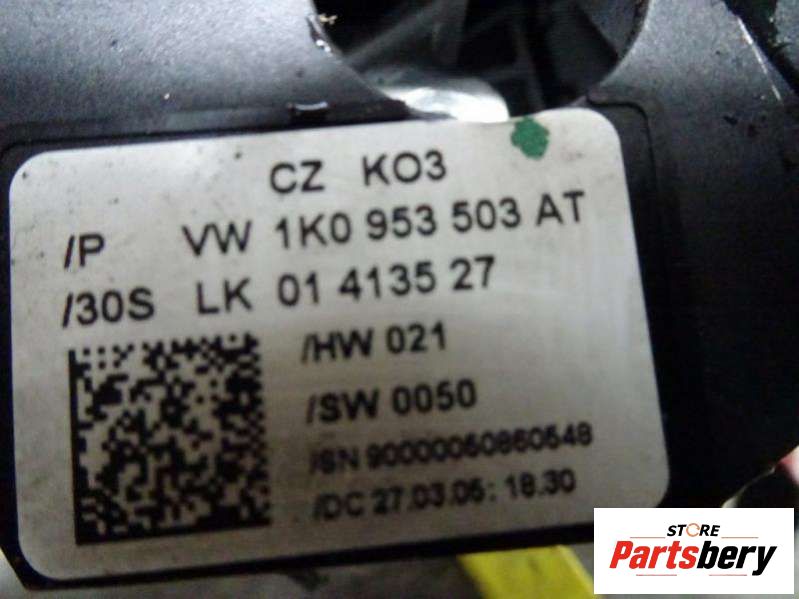 CZ KO3
/P VW 1K0 953 503 AT
/30S LK 01 4135 27
/HW 021
/SW 0050
/SN 90000060860548
/DC 27.03.06: 18.30
STORE
Partsbery